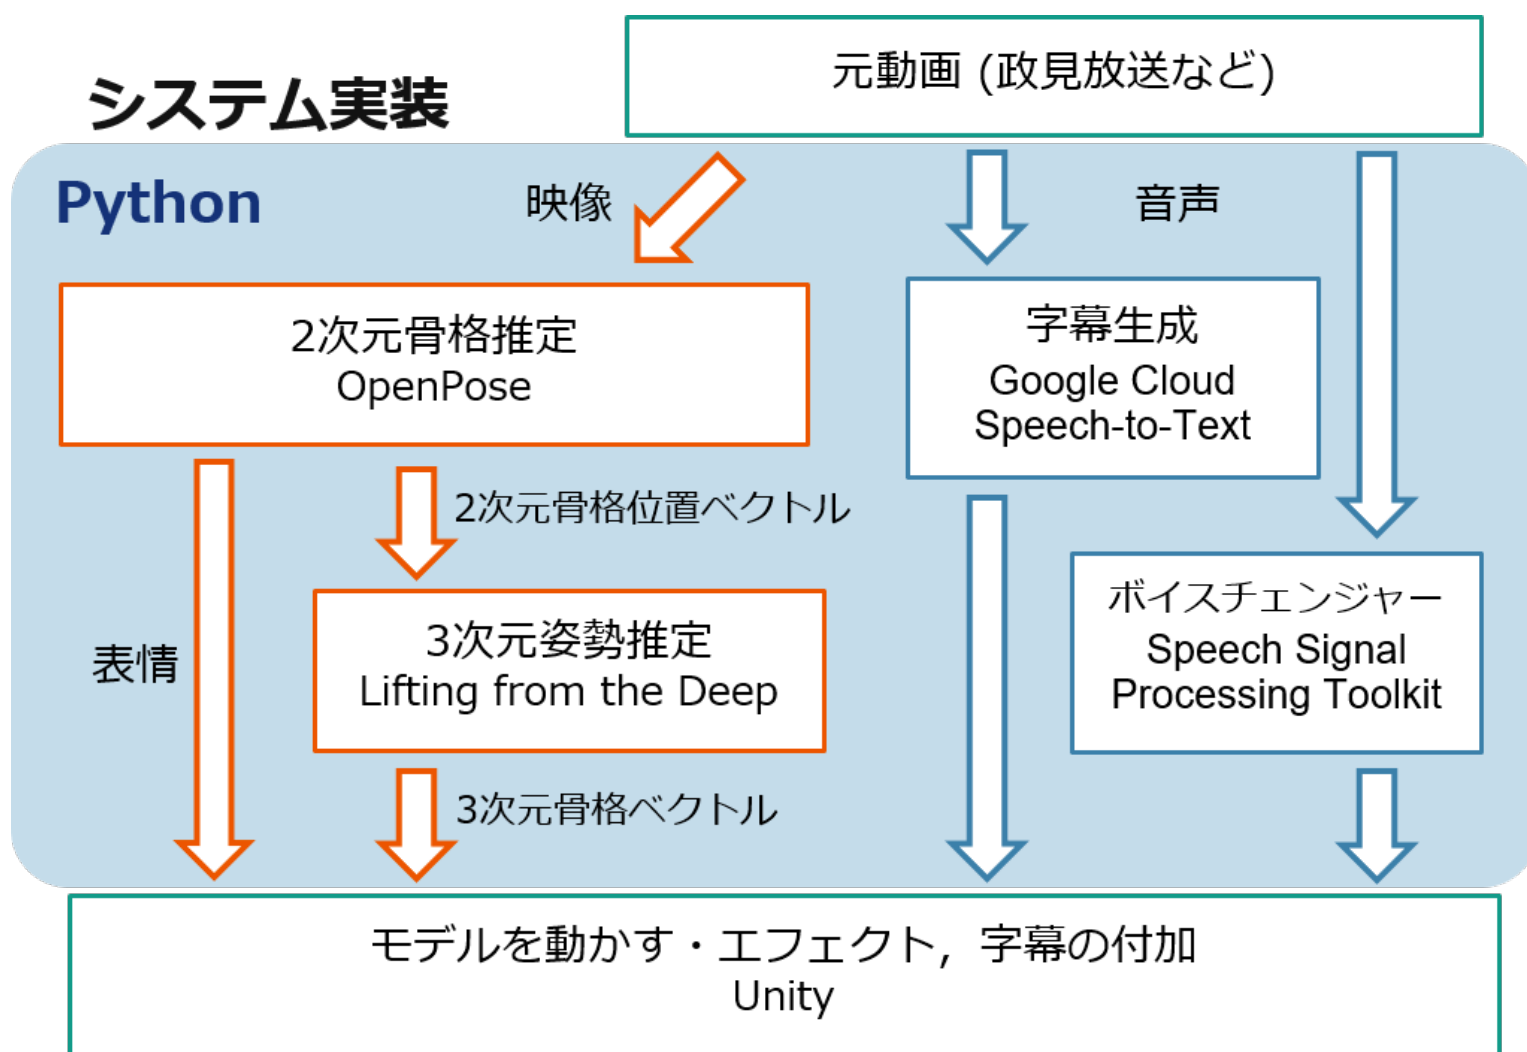 システム実装
元動画 (政見放送など)
Python
映像
音声
2次元骨格推定
OpenPose
字幕生成
Google Cloud
Speech-to-Text
2次元骨格位置ベクトル
ボイスチェンジャー
Speech Signal
Processing Toolkit
表情
3次元姿勢推定
Lifting from the Deep
3次元骨格ベクトル
モデルを動かす・エフェクト，字幕の付加
Unity